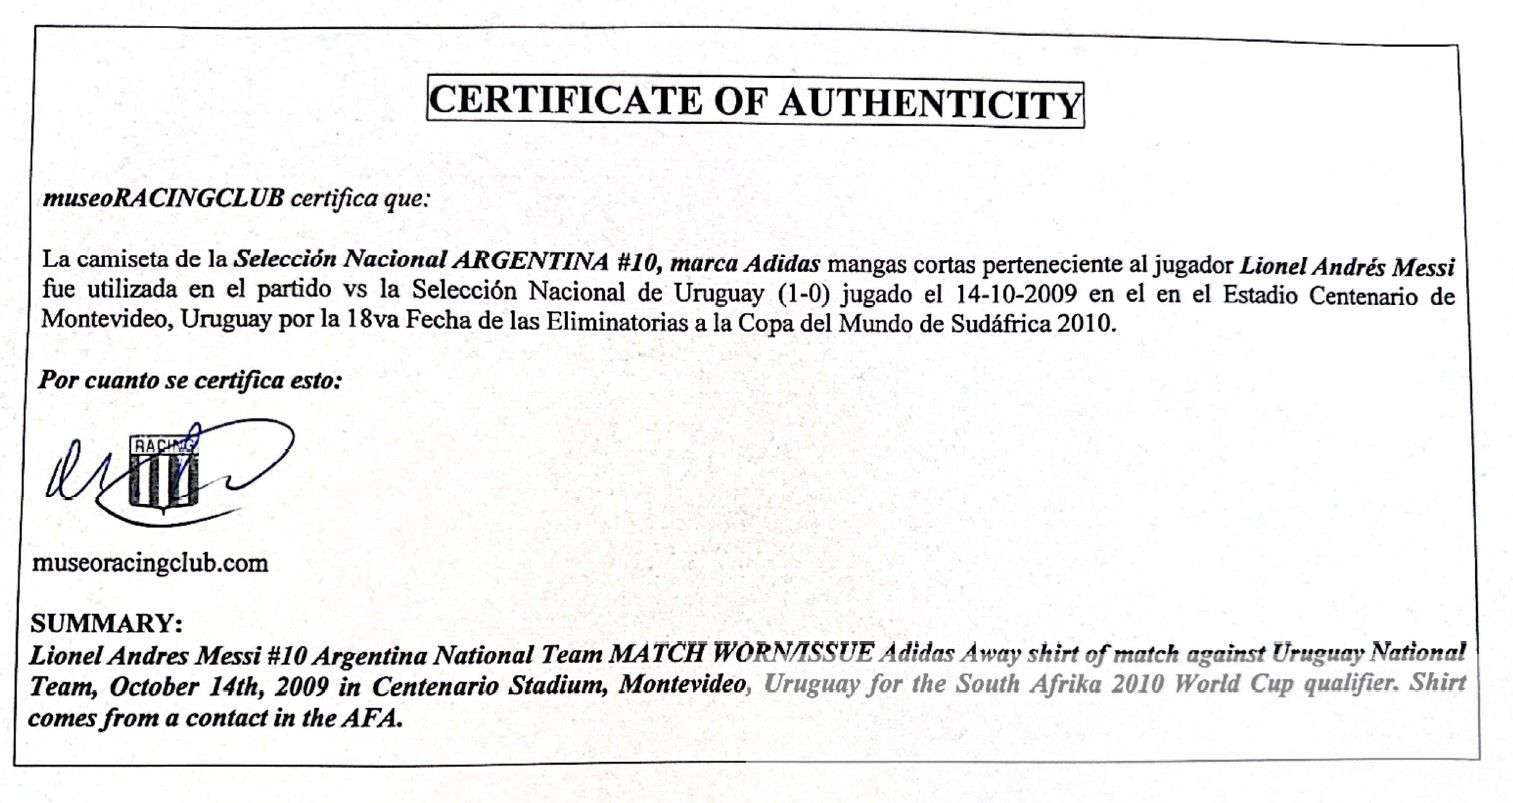 CERTIFICATE OF AUTHENTICITY
museoRACINGCLUB certifica que:
La camiseta de la Selección Nacional ARGENTINA #10, marca Adidas mangas cortas perteneciente al jugador Lionel Andrés Messi
fue utilizada en el partido vs la Selección Nacional de Uruguay (1-0) jugado el 14-10-2009 en el en el Estadio Centenario de
Montevideo, Uruguay por la 18va Fecha de las Eliminatorias a la Copa del Mundo de Sudáfrica 2010.
Por cuanto se certifica esto:
RACING
museoracingclub.com
SUMMARY:
Lionel Andres Messi #10 Argentina National Team MATCH WORN/ISSUE Adidas Away shirt of match against Uruguay National
Team, October 14th, 2009 in Centenario Stadium, Montevideo, Uruguay for the South Afrika 2010 World Cup qualifier. Shirt
comes from a contact in the AFA.